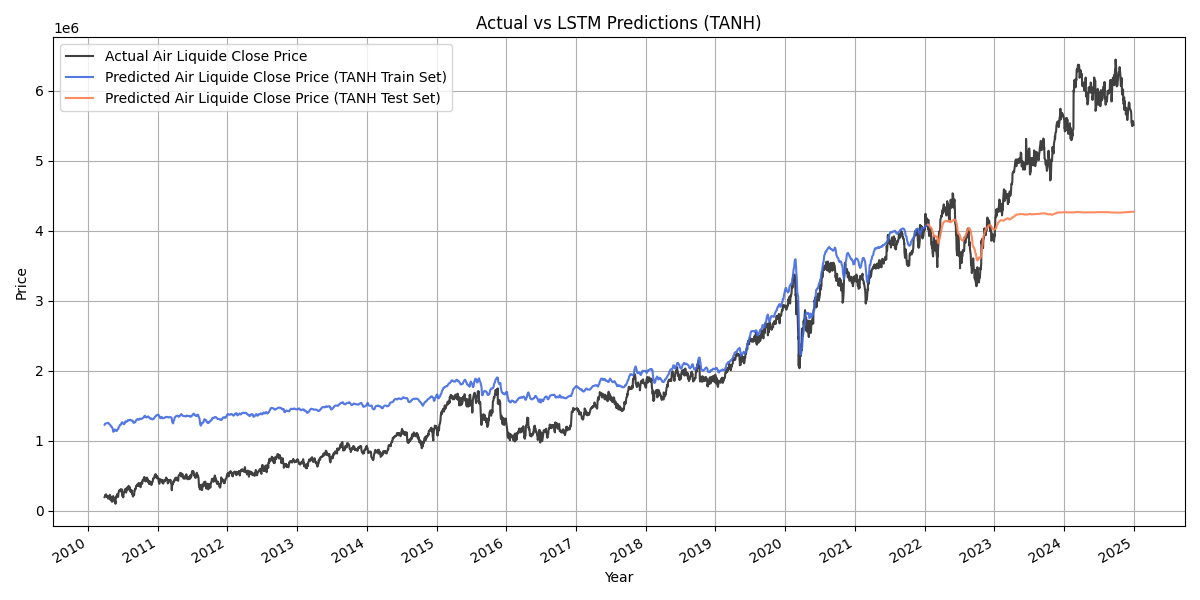 Actual vs LSTM Predictions (TANH)
1e6
Actual Air Liquide Close Price
Predicted Air Liquide Close Price (TANH Train Set)
Predicted Air Liquide Close Price (TANH Test Set)
6
5
4
3
2
1
0
Price
2010 2011 2012 2013 2014 2015 2016 2017 2018 2019 2020 2021 2022 2023 2024 2025
Year